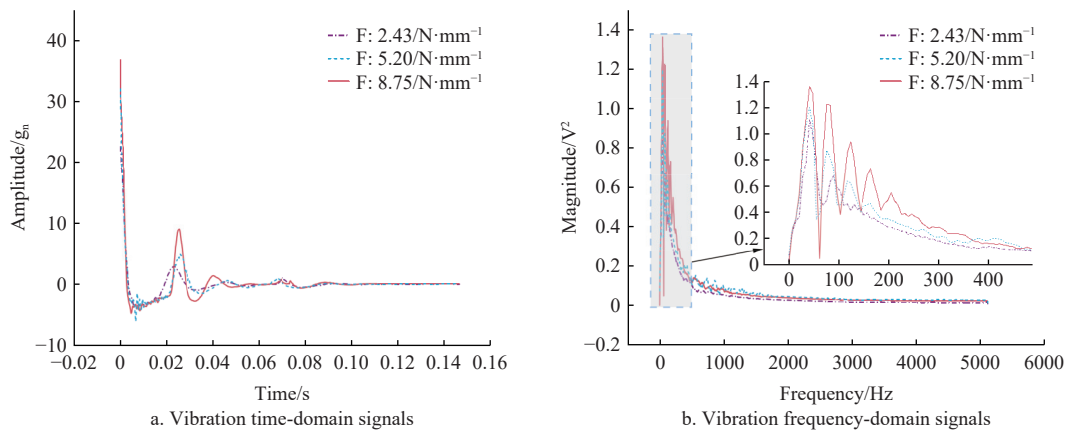 F: 2.43/N·mm⁻¹
F: 5.20/N·mm⁻¹
F: 8.75/N·mm⁻¹
40
30
20
10
0
−10
Amplitude/gₙ
−0.02 0 0.02 0.04 0.06 0.08 0.10 0.12 0.14 0.16
Time/s
a. Vibration time-domain signals
F: 2.43/N·mm⁻¹
F: 5.20/N·mm⁻¹
F: 8.75/N·mm⁻¹
1.4
1.2
1.0
0.8
0.6
0.4
0.2
0
−0.2
Magnitude/V²
1.4
1.2
1.0
0.8
0.6
0.4
0.2
0
0 100 200 300 400
0 1000 2000 3000 4000 5000 6000
Frequency/Hz
b. Vibration frequency-domain signals